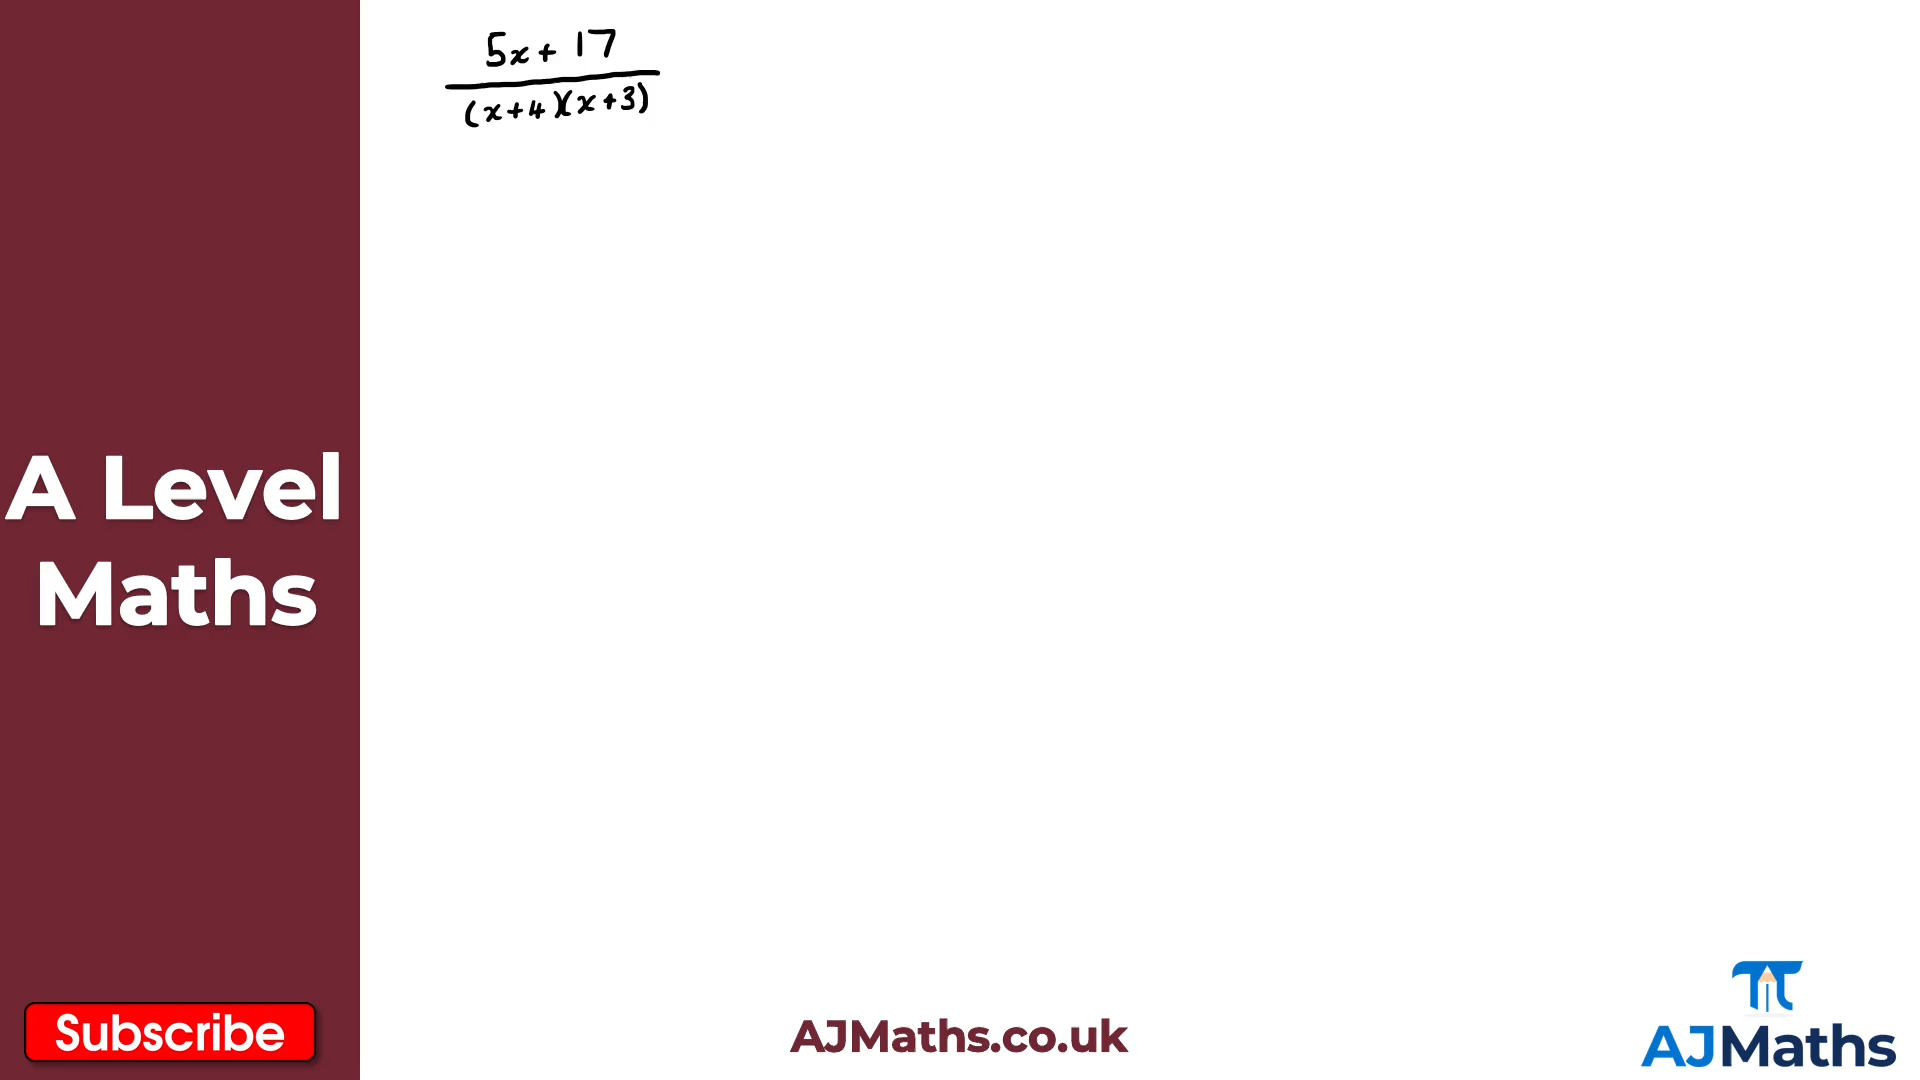 5x + 17
(x+4)(x+3)
A Level
Maths
Subscribe
AJMaths.co.uk
AJMaths